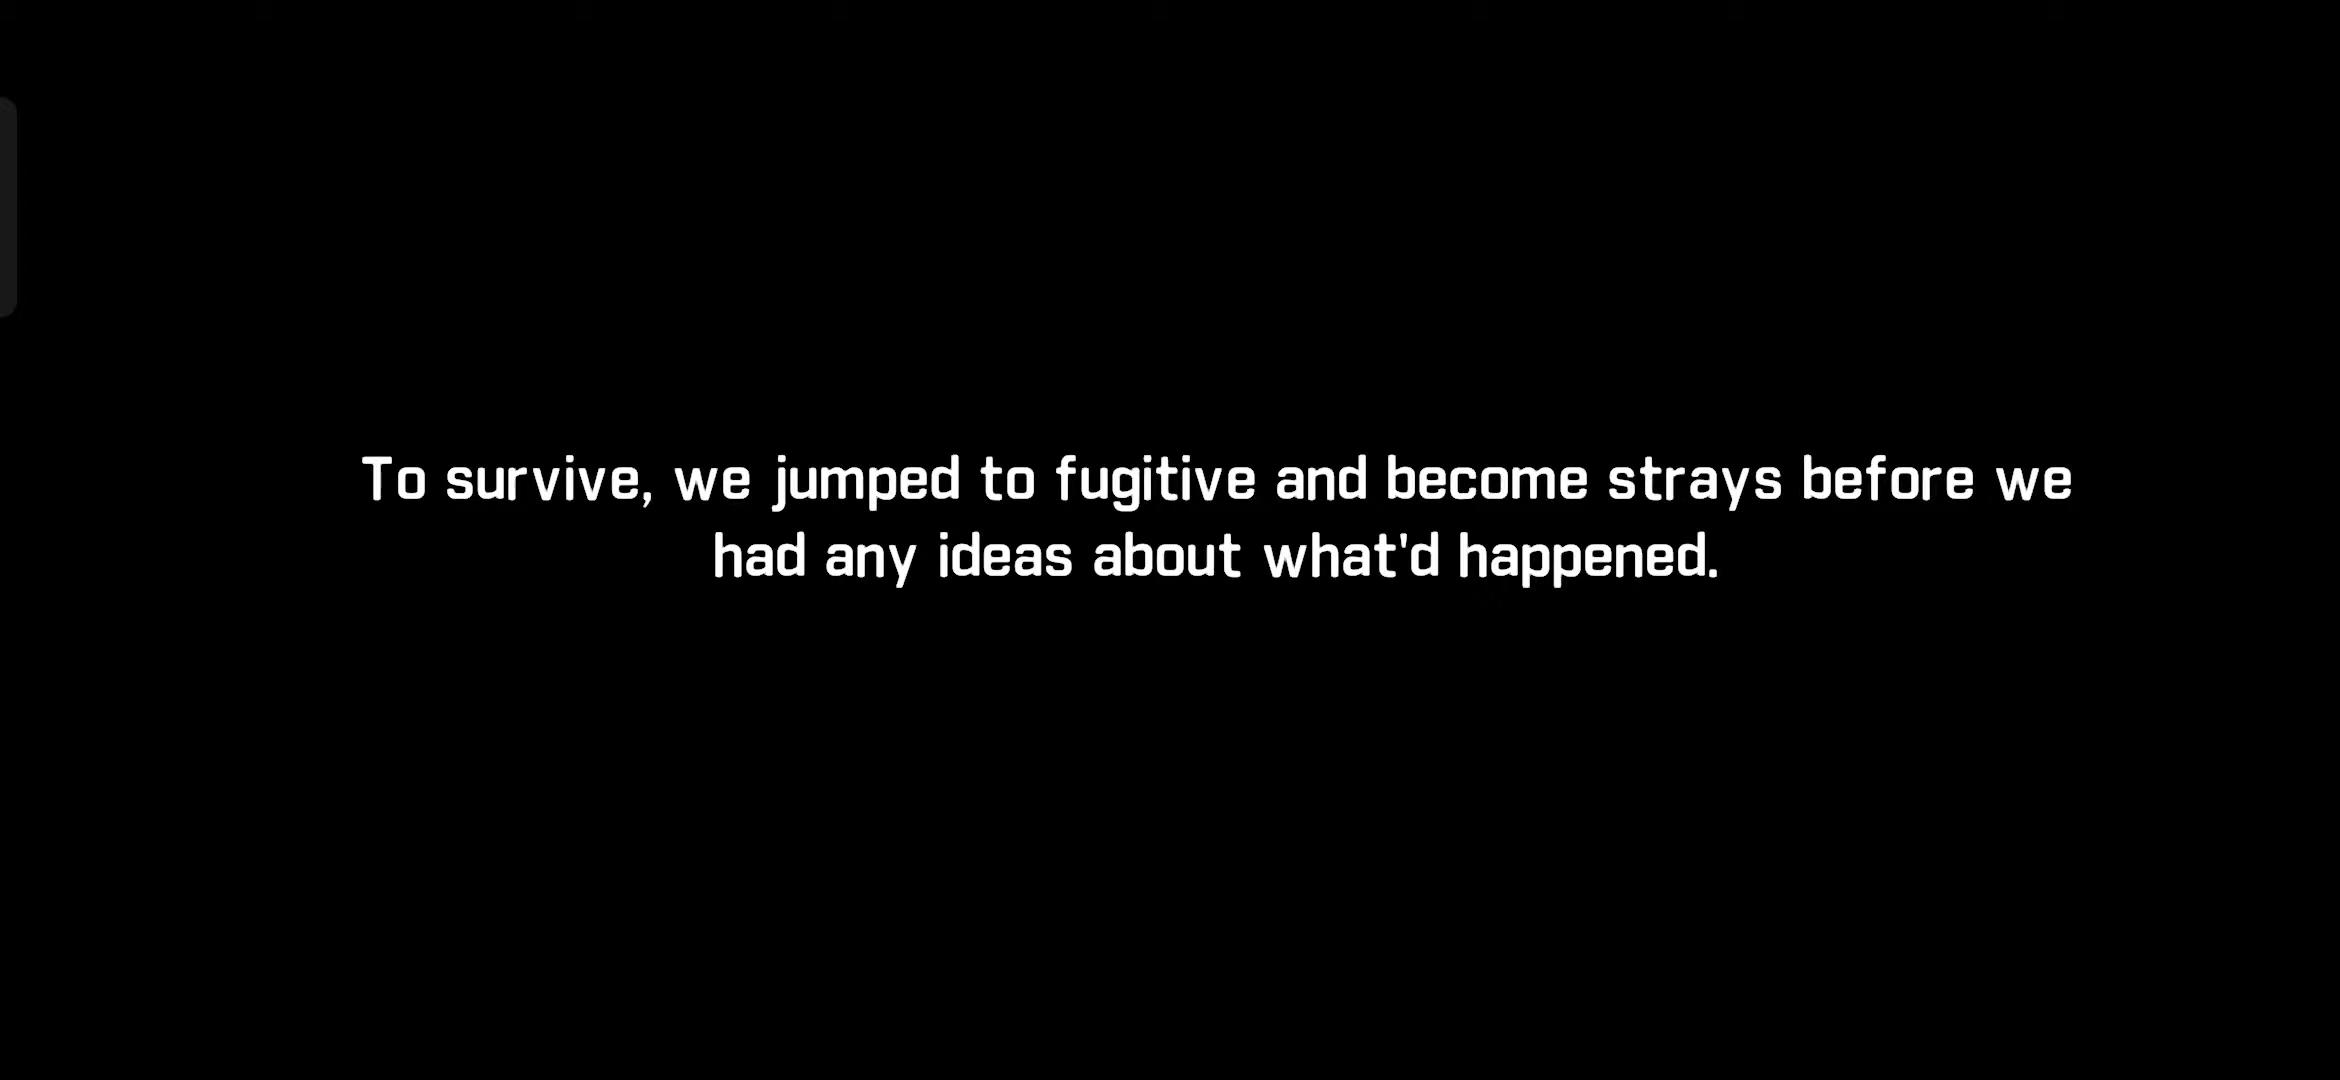 To survive, we jumped to fugitive and become strays before we
had any ideas about what'd happened.